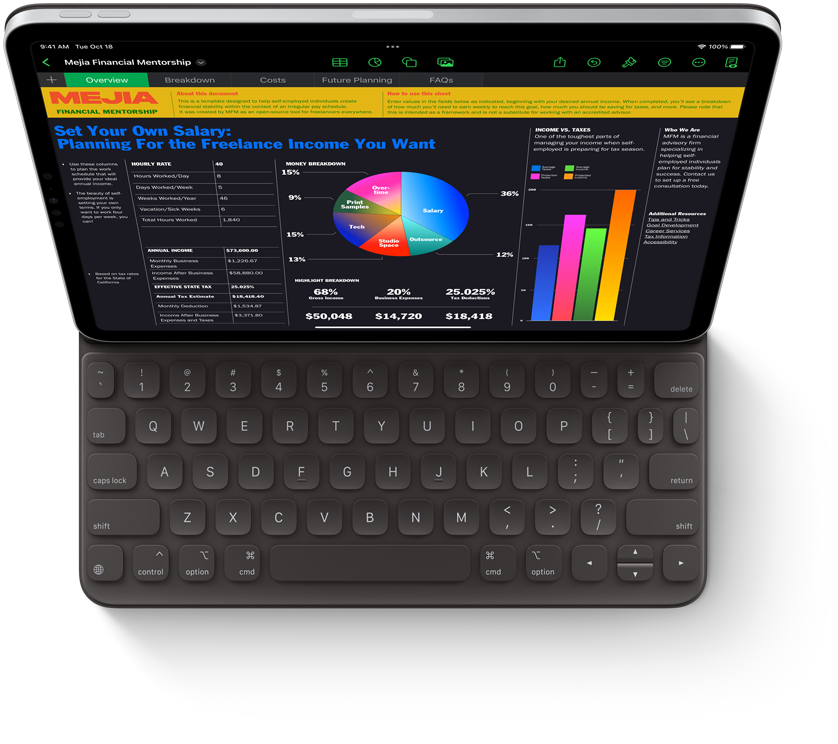 9:41 AM Tue Oct 18
100%
Mejia Financial Mentorship
Overview Breakdown Costs Future Planning FAQs
MEJIA
FINANCIAL MENTORSHIP
About this document
This is a template designed to help self-employed individuals create
financial stability within the context of an irregular pay schedule.
It was created by MFM as an open-source tool for freelancers everywhere.
How to use this sheet
Enter values in the fields below as indicated, beginning with your desired annual income. When completed, you'll see a breakdown
of how much you'll need to earn weekly to reach this goal, how much you should be saving for taxes, and more. Please note that
this is intended as a framework and is not a substitute for working with an accredited advisor.
Set Your Own Salary:
Planning For the Freelance Income You Want
• Use these columns
to plan the work
schedule that will
provide your ideal
annual income.
• The beauty of self-
employment is
setting your own
terms. If you only
want to work four
days per week, you
can!
• Based on tax rates
for the State of
California
HOURLY RATE 40
Hours Worked/Day 8
Days Worked/Week 5
Weeks Worked/Year 46
Vacation/Sick Weeks 6
Total Hours Worked 1,840
ANNUAL INCOME $73,600.00
Monthly Business
Expenses $1,226.67
Income After Business
Expenses $58,880.00
EFFECTIVE STATE TAX 25.025%
Annual Tax Estimate $18,418.40
Monthly Deduction $1,534.87
Income After Business
Expenses and Taxes $3,371.80
MONEY BREAKDOWN
15%
9%
15%
13%
36%
12%
Over-
time
Print
Samples
Tech
Studio
Space
Outsource
Salary
HIGHLIGHT BREAKDOWN
68% 20% 25.025%
Gross Income Business Expenses Tax Deductions
$50,048 $14,720 $18,418
INCOME VS. TAXES
One of the toughest parts of
managing your income when self-
employed is preparing for tax season.
200
150
100
50
0
Who We Are
MFM is a financial
advisory firm
specializing in
helping self-
employed individuals
plan for stability and
success. Contact us
to set up a free
consultation today.
Additional Resources
Tips and Tricks
Goal Development
Career Services
Tax Information
Accessibility
~ ! @ # $ % ^ & * ( ) — +
` 1 2 3 4 5 6 7 8 9 0 - = delete
tab Q W E R T Y U I O P { [ } ] | \
caps lock A S D F G H J K L : ; “ ‘ return
shift Z X C V B N M < , > . ? / shift
control option cmd cmd option